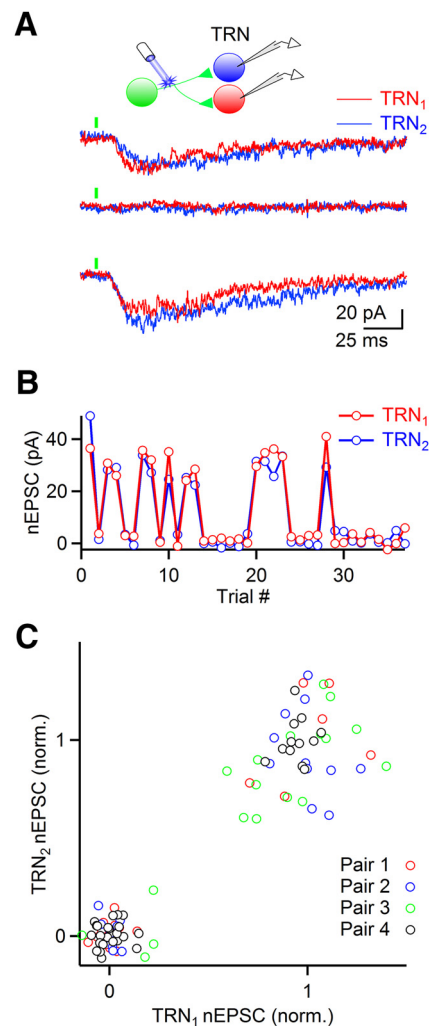 A
TRN
TRN1
TRN2
20 pA
25 ms
B
TRN1
TRN2
nEPSC (pA)
40
20
0
0
10
20
30
Trial #
C
TRN2 nEPSC (norm.)
1
0
Pair 1
Pair 2
Pair 3
Pair 4
0
1
TRN1 nEPSC (norm.)